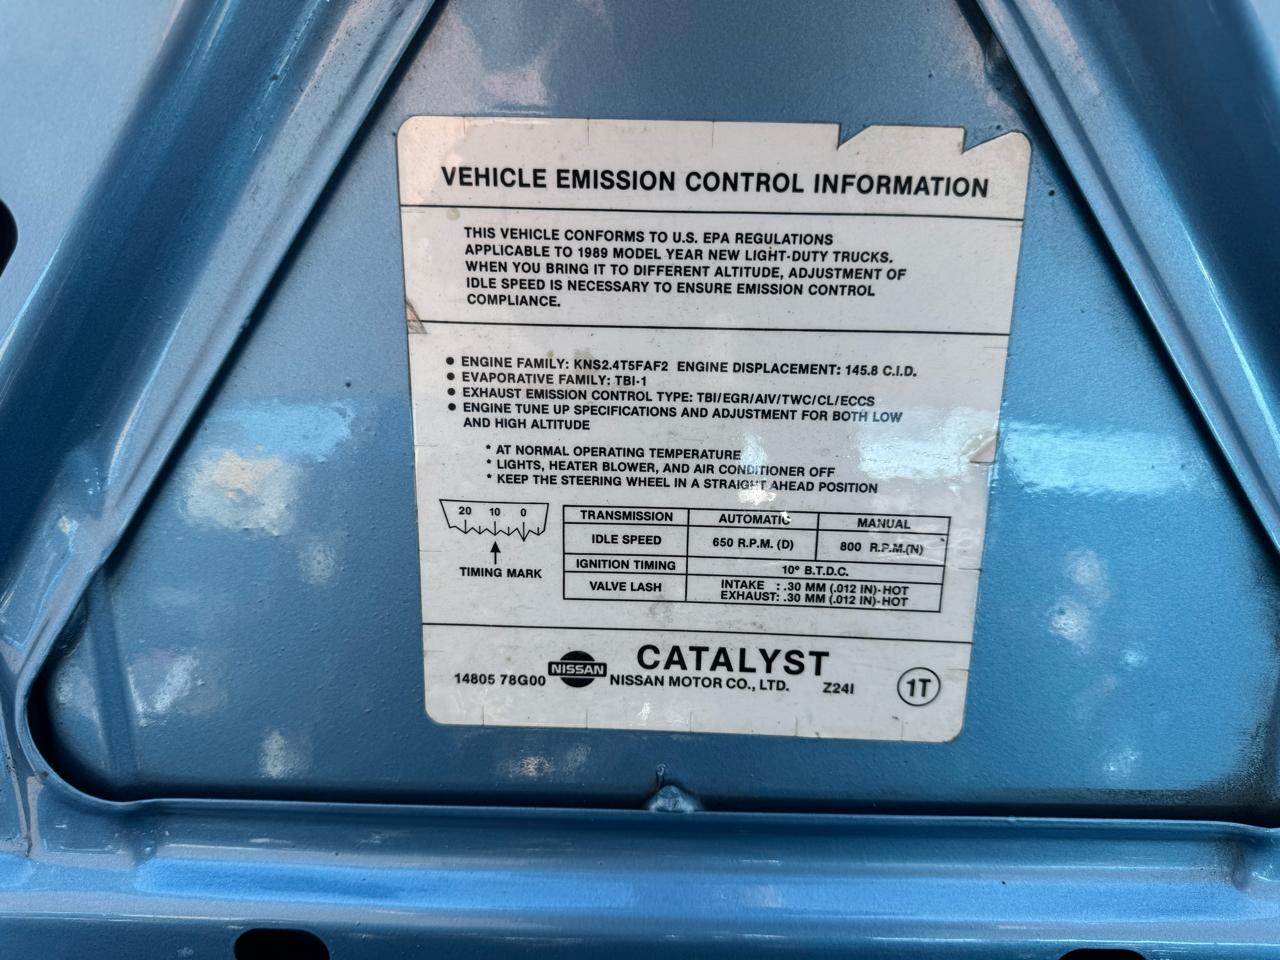 VEHICLE EMISSION CONTROL INFORMATION
THIS VEHICLE CONFORMS TO U.S. EPA REGULATIONS
APPLICABLE TO 1989 MODEL YEAR NEW LIGHT-DUTY TRUCKS.
WHEN YOU BRING IT TO DIFFERENT ALTITUDE, ADJUSTMENT OF
IDLE SPEED IS NECESSARY TO ENSURE EMISSION CONTROL
COMPLIANCE.
● ENGINE FAMILY: KNS2.4T5FAF2 ENGINE DISPLACEMENT: 145.8 C.I.D.
● EVAPORATIVE FAMILY: TBI-1
● EXHAUST EMISSION CONTROL TYPE: TBI/EGR/AIV/TWC/CL/ECCS
● ENGINE TUNE UP SPECIFICATIONS AND ADJUSTMENT FOR BOTH LOW
AND HIGH ALTITUDE
* AT NORMAL OPERATING TEMPERATURE
* LIGHTS, HEATER BLOWER, AND AIR CONDITIONER OFF
* KEEP THE STEERING WHEEL IN A STRAIGHT AHEAD POSITION
20 10 0
TIMING MARK
TRANSMISSION AUTOMATIC MANUAL
IDLE SPEED 650 R.P.M. (D) 800 R.P.M.(N)
IGNITION TIMING 10° B.T.D.C.
VALVE LASH INTAKE : .30 MM (.012 IN)-HOT
EXHAUST: .30 MM (.012 IN)-HOT
CATALYST
14805 78G00 NISSAN NISSAN MOTOR CO., LTD. Z24I 1T